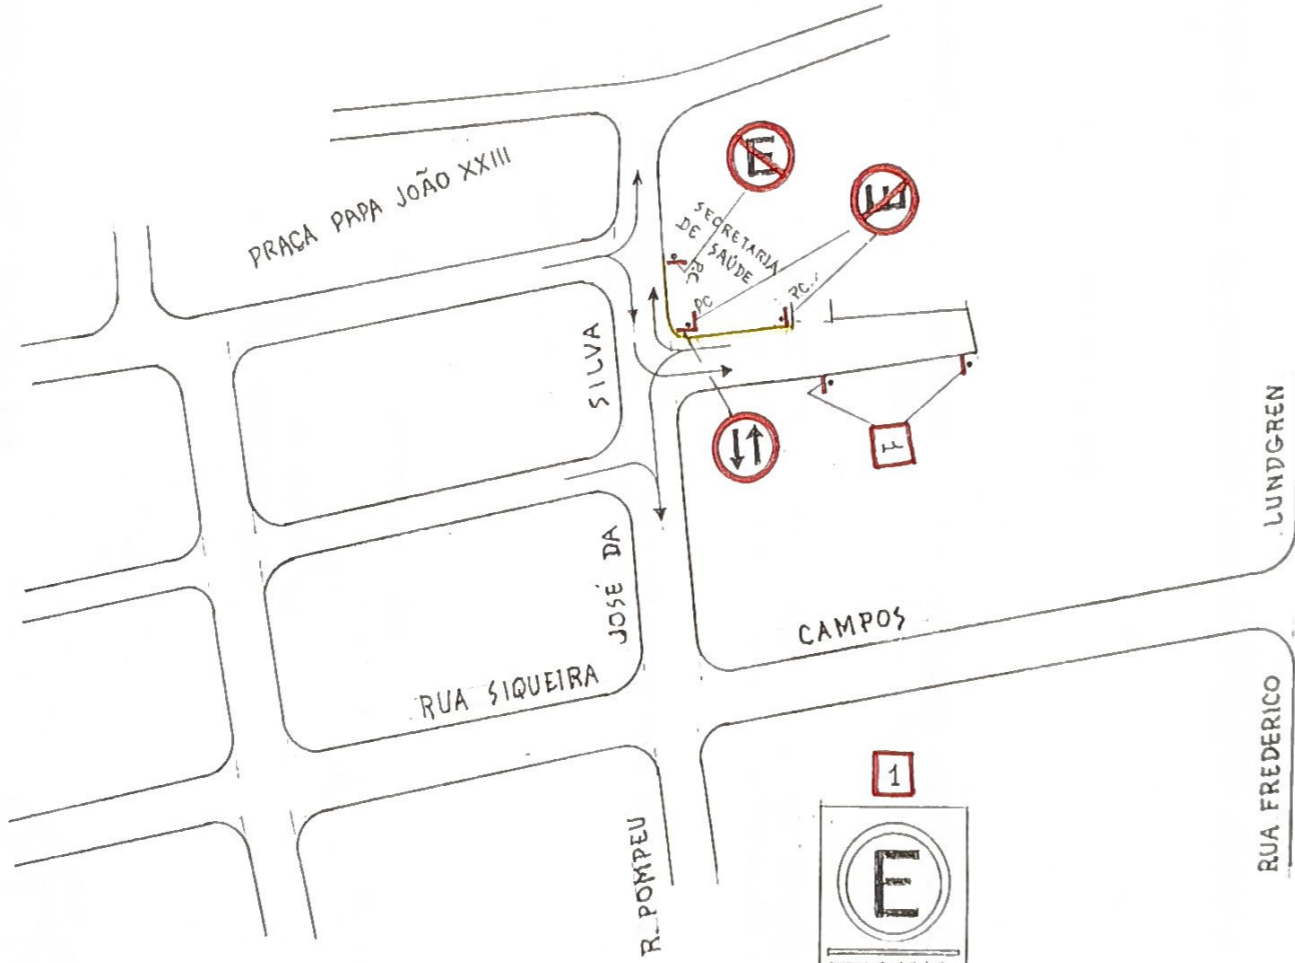 PRAÇA PAPA JOÃO XXIII
E
E
SECRETARIA
DE SAÚDE
P.C.
PC
P.C.
1
R. POMPEU JOSÉ DA SILVA
RUA SIQUEIRA CAMPOS
RUA FREDERICO LUNDGREN
1
E